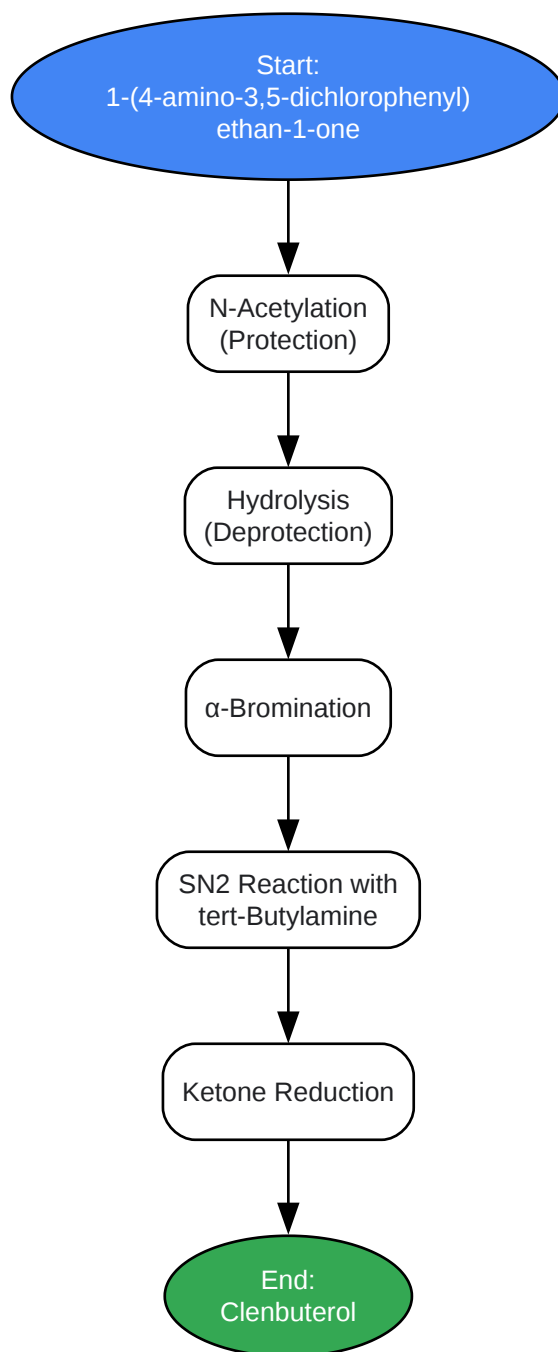 Start:
1-(4-amino-3,5-dichlorophenyl)
ethan-1-one
N-Acetylation
(Protection)
Hydrolysis
(Deprotection)
α-Bromination
SN2 Reaction with
tert-Butylamine
Ketone Reduction
End:
Clenbuterol